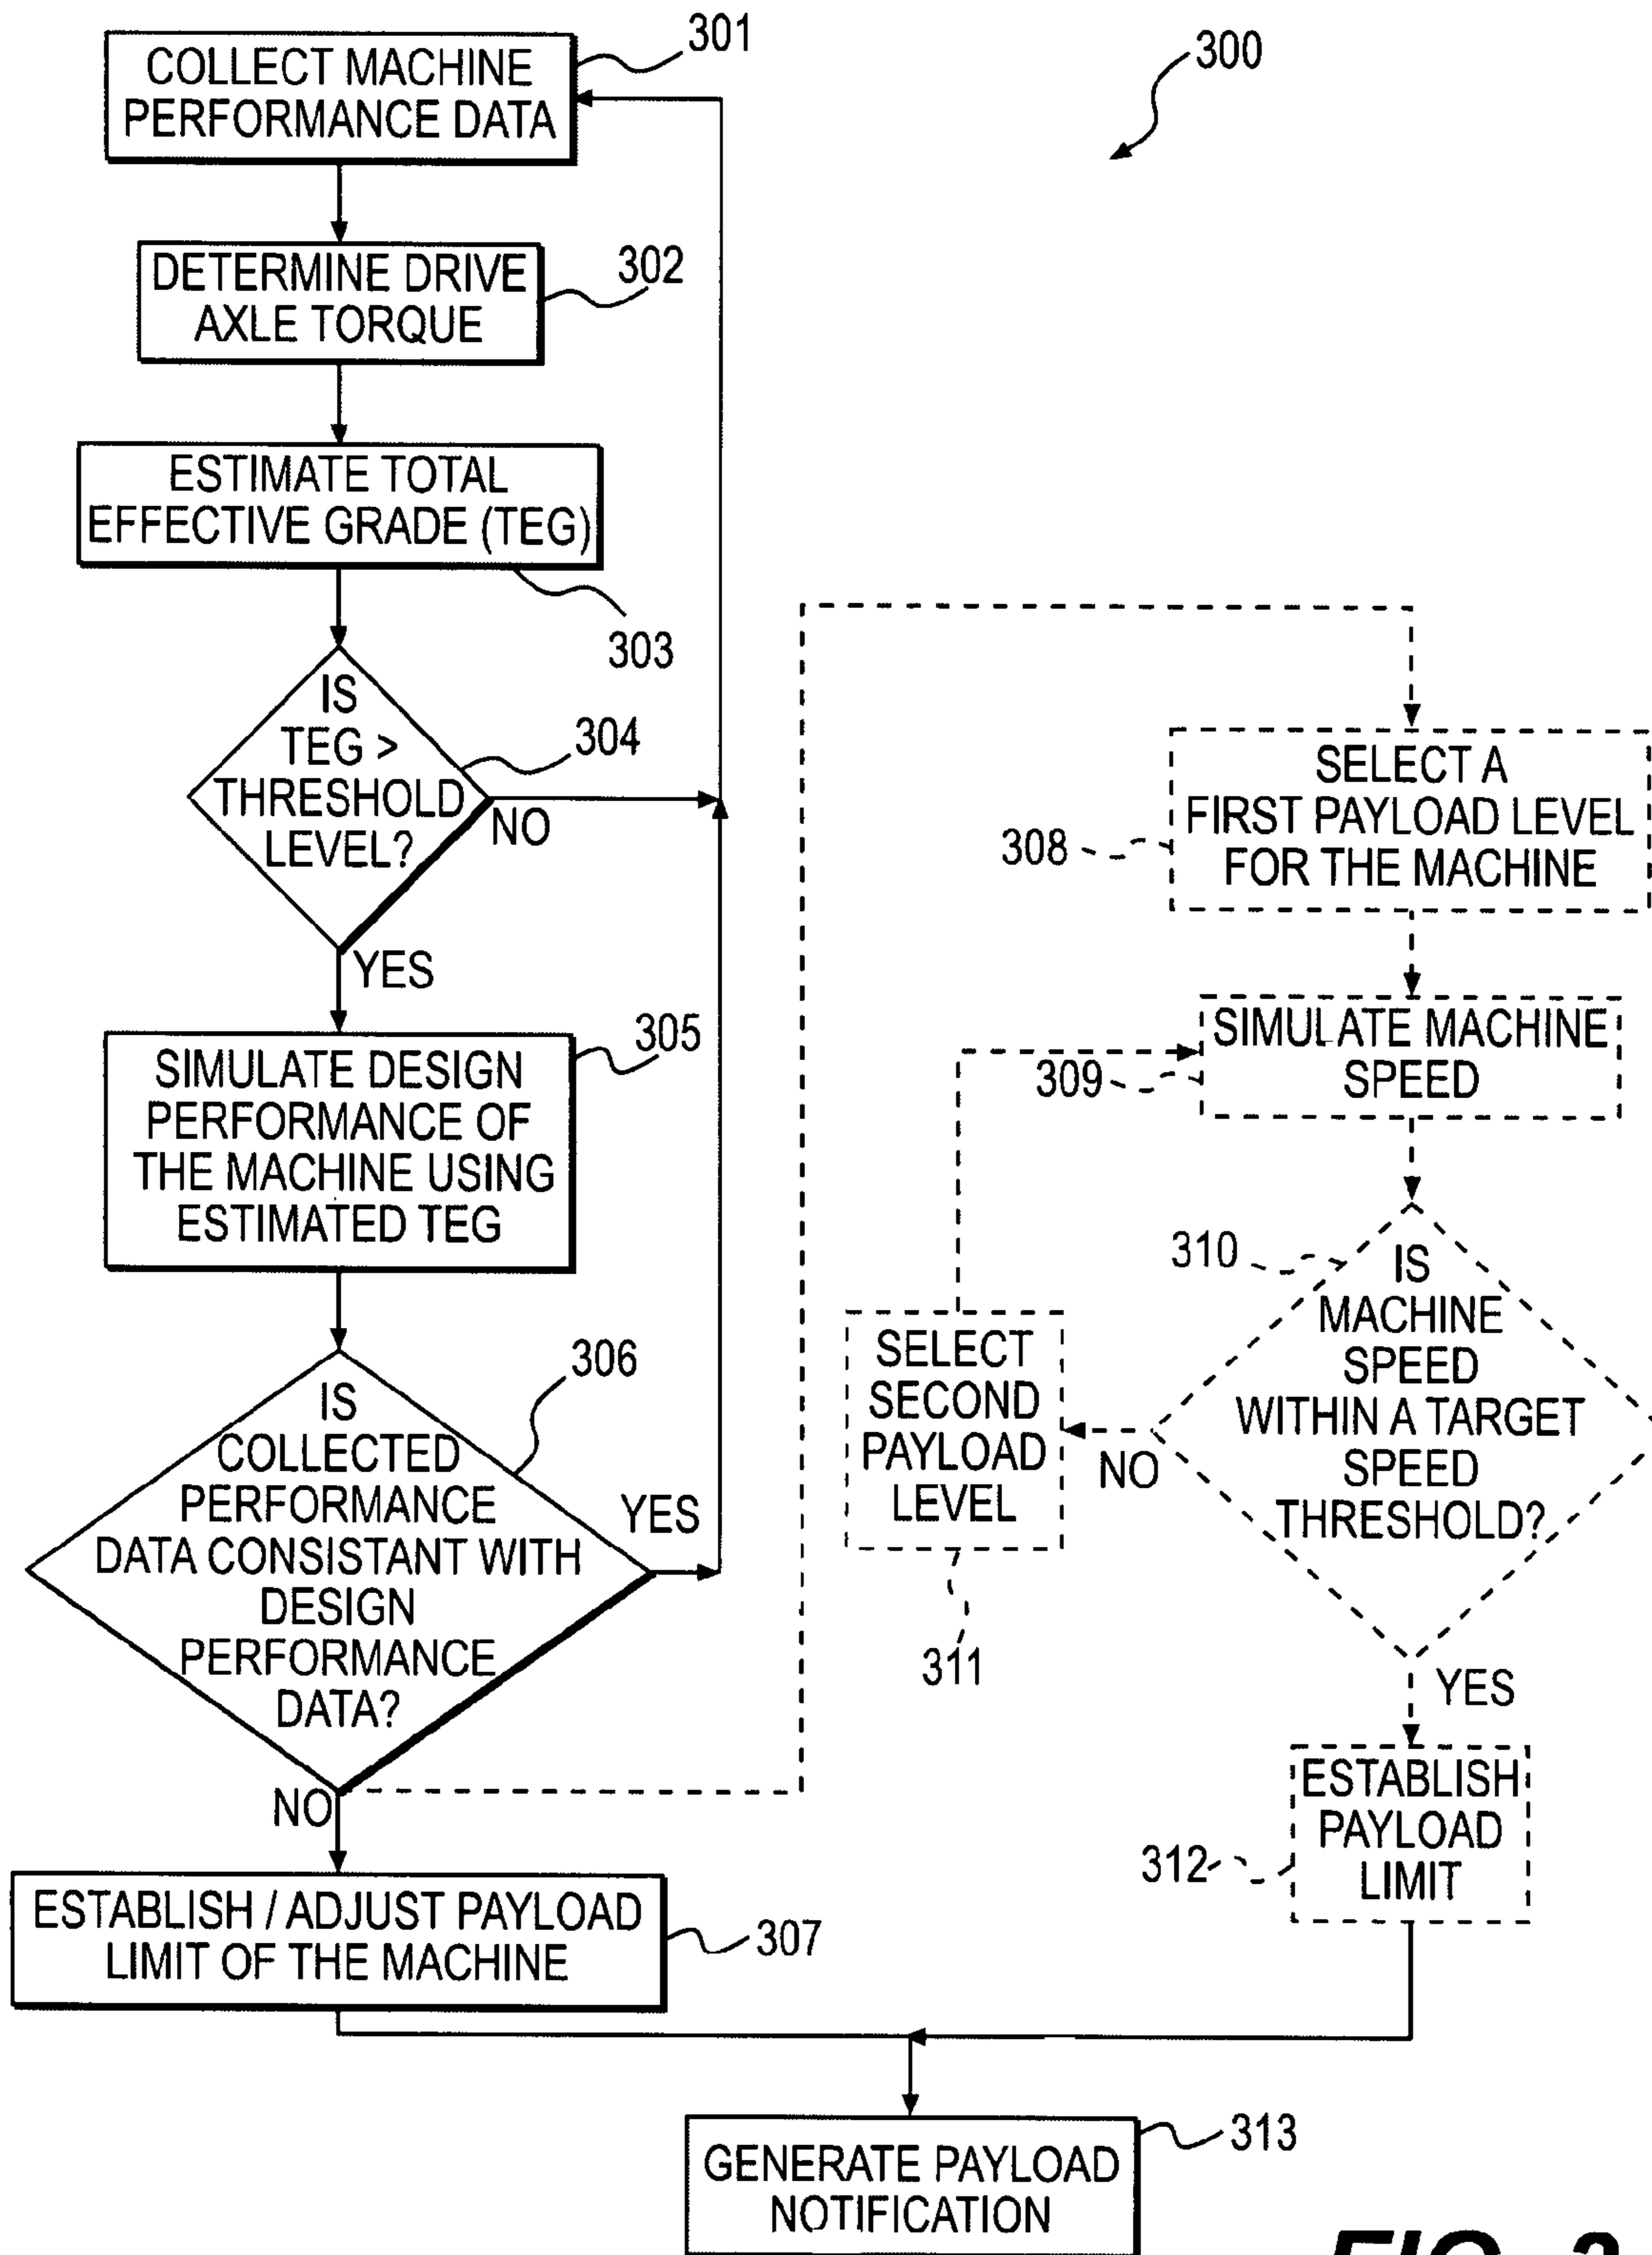 301
300
COLLECT MACHINE
PERFORMANCE DATA
302
DETERMINE DRIVE
AXLE TORQUE
ESTIMATE TOTAL
EFFECTIVE GRADE (TEG)
303
IS
TEG >
THRESHOLD
LEVEL?
304
NO
YES
305
SIMULATE DESIGN
PERFORMANCE OF
THE MACHINE USING
ESTIMATED TEG
306
IS
COLLECTED
PERFORMANCE
DATA CONSISTANT WITH
DESIGN
PERFORMANCE
DATA?
YES
NO
ESTABLISH / ADJUST PAYLOAD
LIMIT OF THE MACHINE
307
SELECT A
FIRST PAYLOAD LEVEL
FOR THE MACHINE
308
SIMULATE MACHINE
SPEED
309
310
IS
MACHINE
SPEED
WITHIN A TARGET
SPEED
THRESHOLD?
NO
SELECT
SECOND
PAYLOAD
LEVEL
311
YES
ESTABLISH
PAYLOAD
LIMIT
312
313
GENERATE PAYLOAD
NOTIFICATION